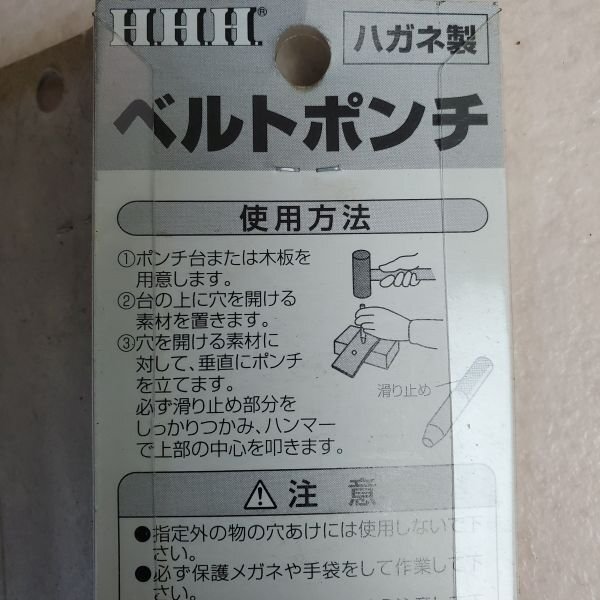 H.H.H.®
ハガネ製
ベルトポンチ
使用方法
①ポンチ台または木板を
用意します。
②台の上に穴を開ける
素材を置きます。
③穴を開ける素材に
対して、垂直にポンチ
を立てます。
必ず滑り止め部分を
しっかりつかみ、ハンマー
で上部の中心を叩きます。
滑り止め
注 意
●指定外の物の穴あけには使用しないで下
さい。
●必ず保護メガネや手袋をして作業して下
さい。